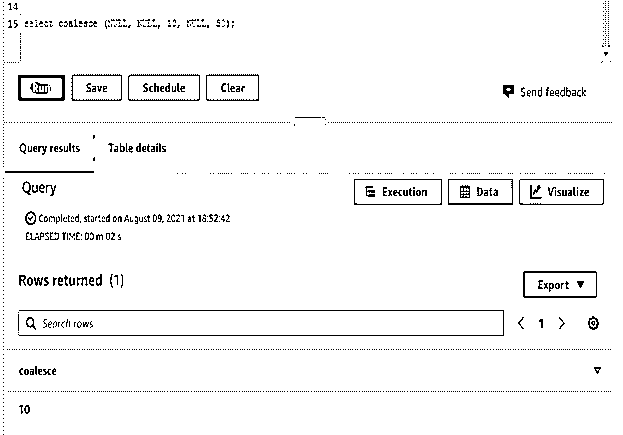 14
15 select coalesce (NULL, NULL, 10, NULL, 50);
Run Save Schedule Clear
Send feedback
Query results Table details
Query
Execution Data Visualize
Completed, started on August 09, 2021 at 18:52:42
ELAPSED TIME: 00 m 02 s
Rows returned (1)
Export
Search rows
1
coalesce
10